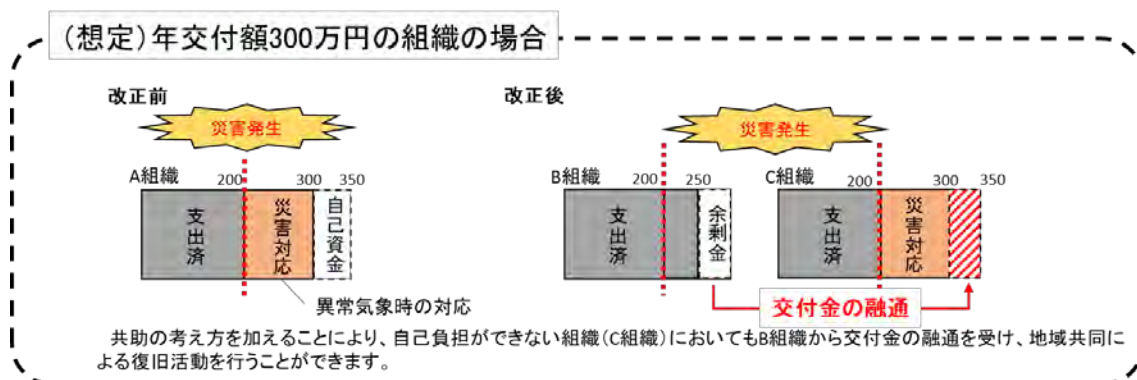 （想定）年交付額300万円の組織の場合
改正前
災害発生
A組織
200
300
350
支出済
災害対応
自己資金
異常気象時の対応
改正後
災害発生
B組織
200
250
支出済
余剰金
C組織
200
300
350
支出済
災害対応
交付金の融通
共助の考え方を加えることにより、自己負担ができない組織（C組織）においてもB組織から交付金の融通を受け、地域共同に
よる復旧活動を行うことができます。